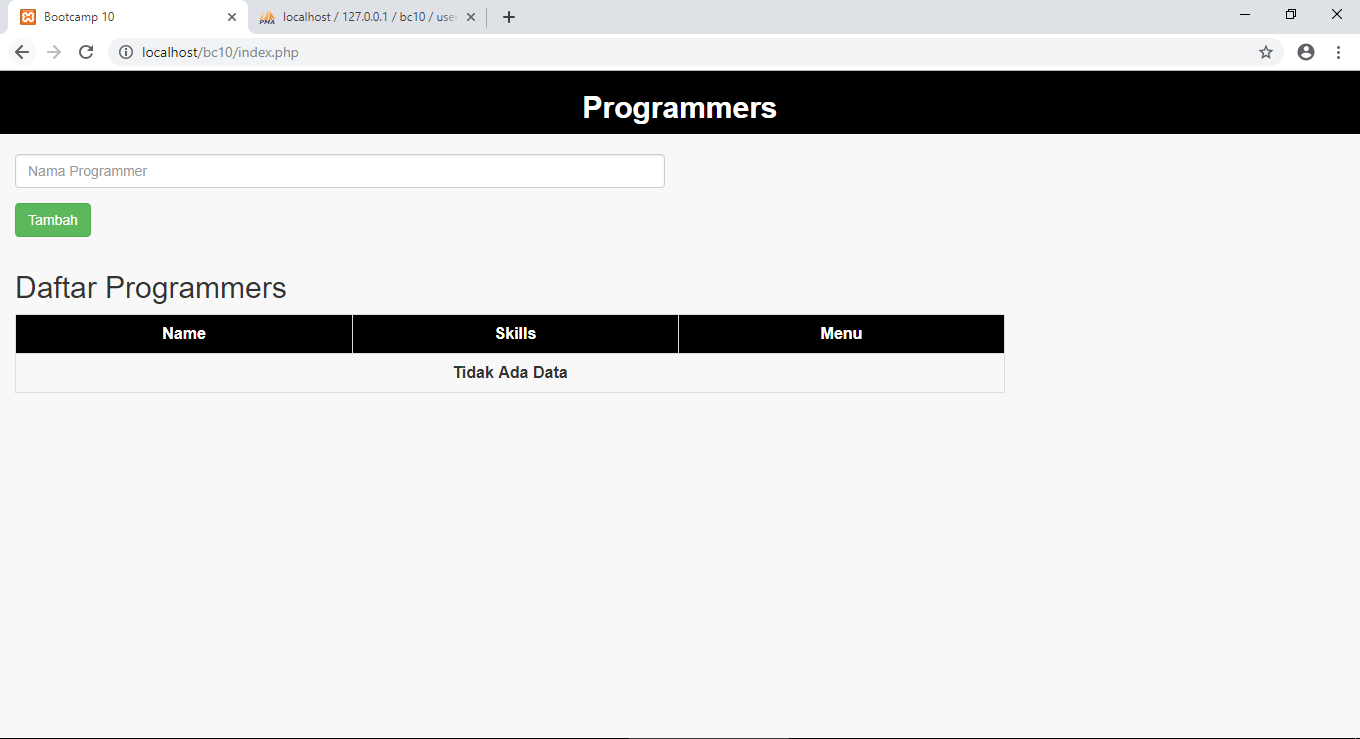 Bootcamp 10
localhost / 127.0.0.1 / bc10 / use
localhost/bc10/index.php
Programmers
Nama Programmer
Tambah
Daftar Programmers
Name Skills Menu
Tidak Ada Data